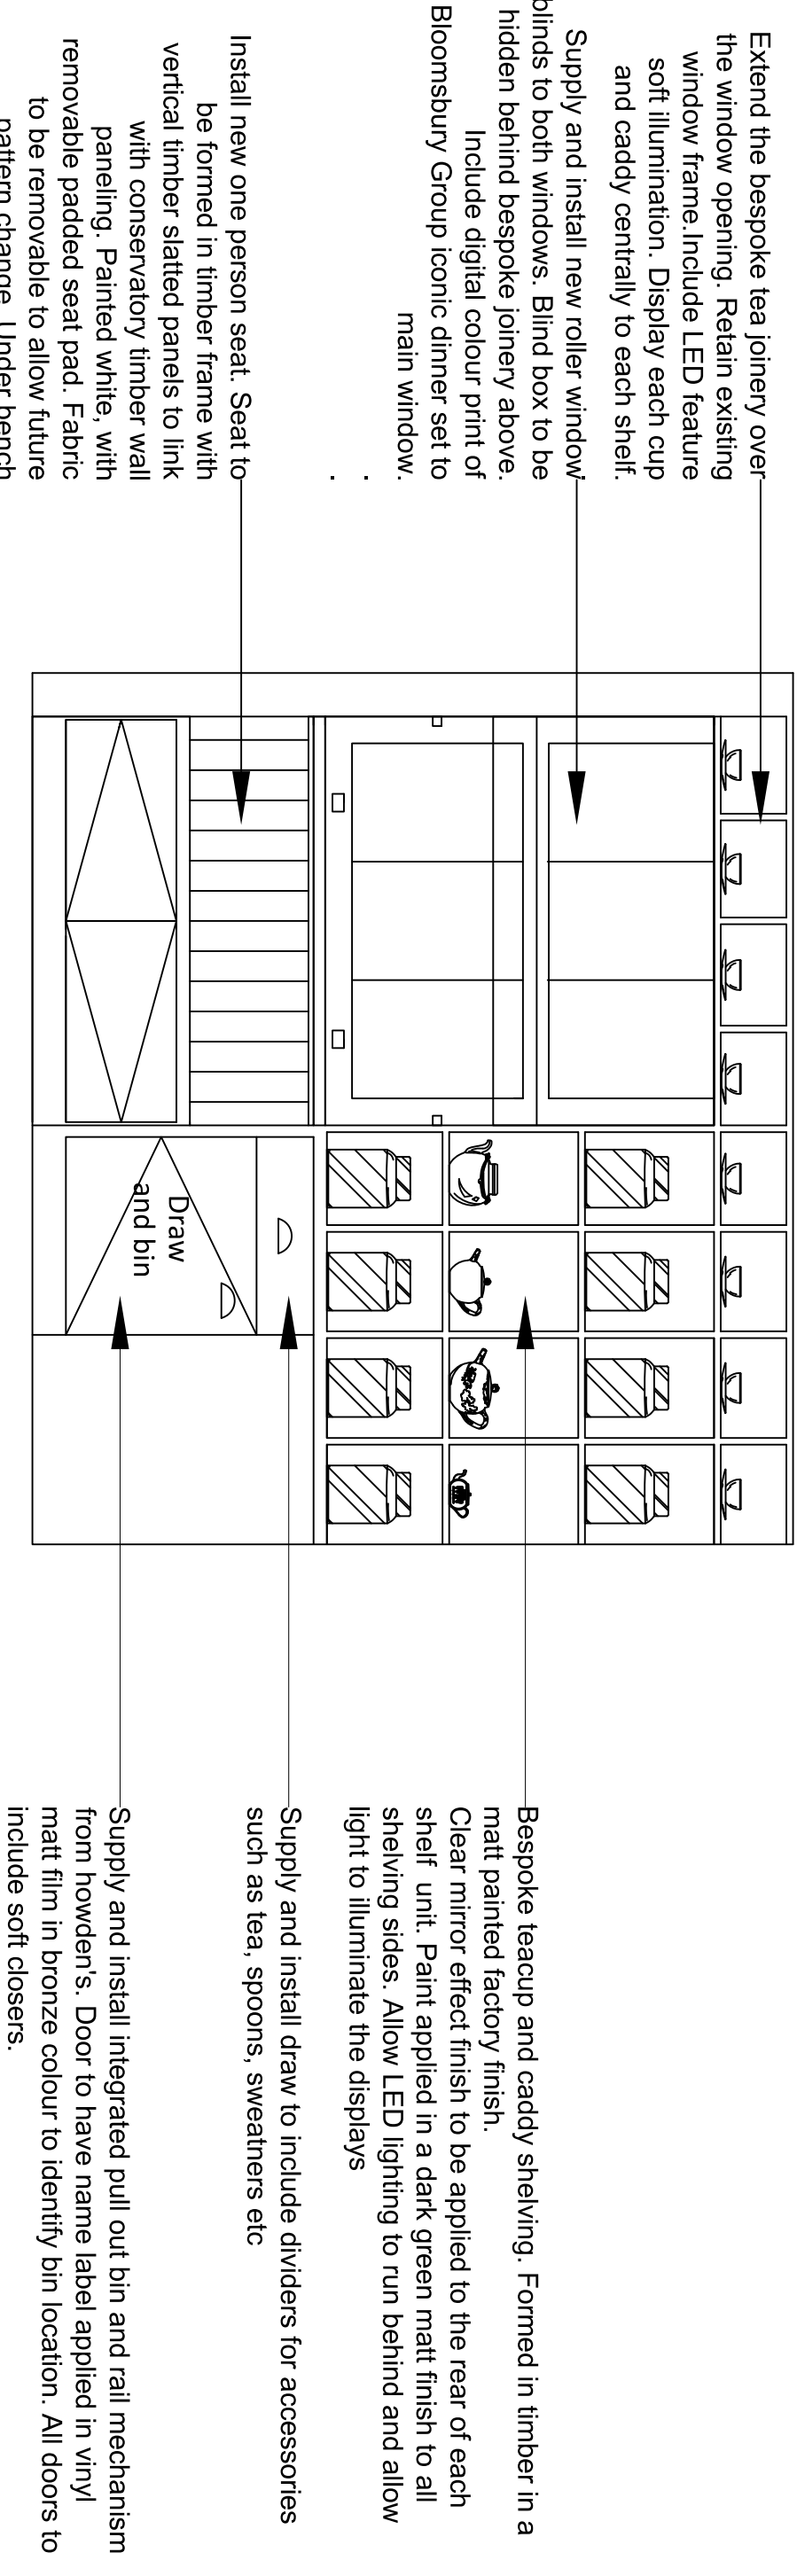 Extend the bespoke tea joinery over
the window opening. Retain existing
window frame.Include LED feature
soft illumination. Display each cup
and caddy centrally to each shelf.
Supply and install new roller window
blinds to both windows. Blind box to be
hidden behind bespoke joinery above.
Include digital colour print of
Bloomsbury Group iconic dinner set to
main window.
.
.
Install new one person seat. Seat to
be formed in timber frame with
vertical timber slatted panels to link
with conservatory timber wall
paneling. Painted white, with
removable padded seat pad. Fabric
to be removable to allow future
pattern change. Under bench
Draw
and bin
Bespoke teacup and caddy shelving. Formed in timber in a
matt painted factory finish.
Clear mirror effect finish to be applied to the rear of each
shelf unit. Paint applied in a dark green matt finish to all
shelving sides. Allow LED lighting to run behind and allow
light to illuminate the displays
Supply and install draw to include dividers for accessories
such as tea, spoons, sweatners etc
Supply and install integrated pull out bin and rail mechanism
from howden's. Door to have name label applied in vinyl
matt film in bronze colour to identify bin location. All doors to
include soft closers.